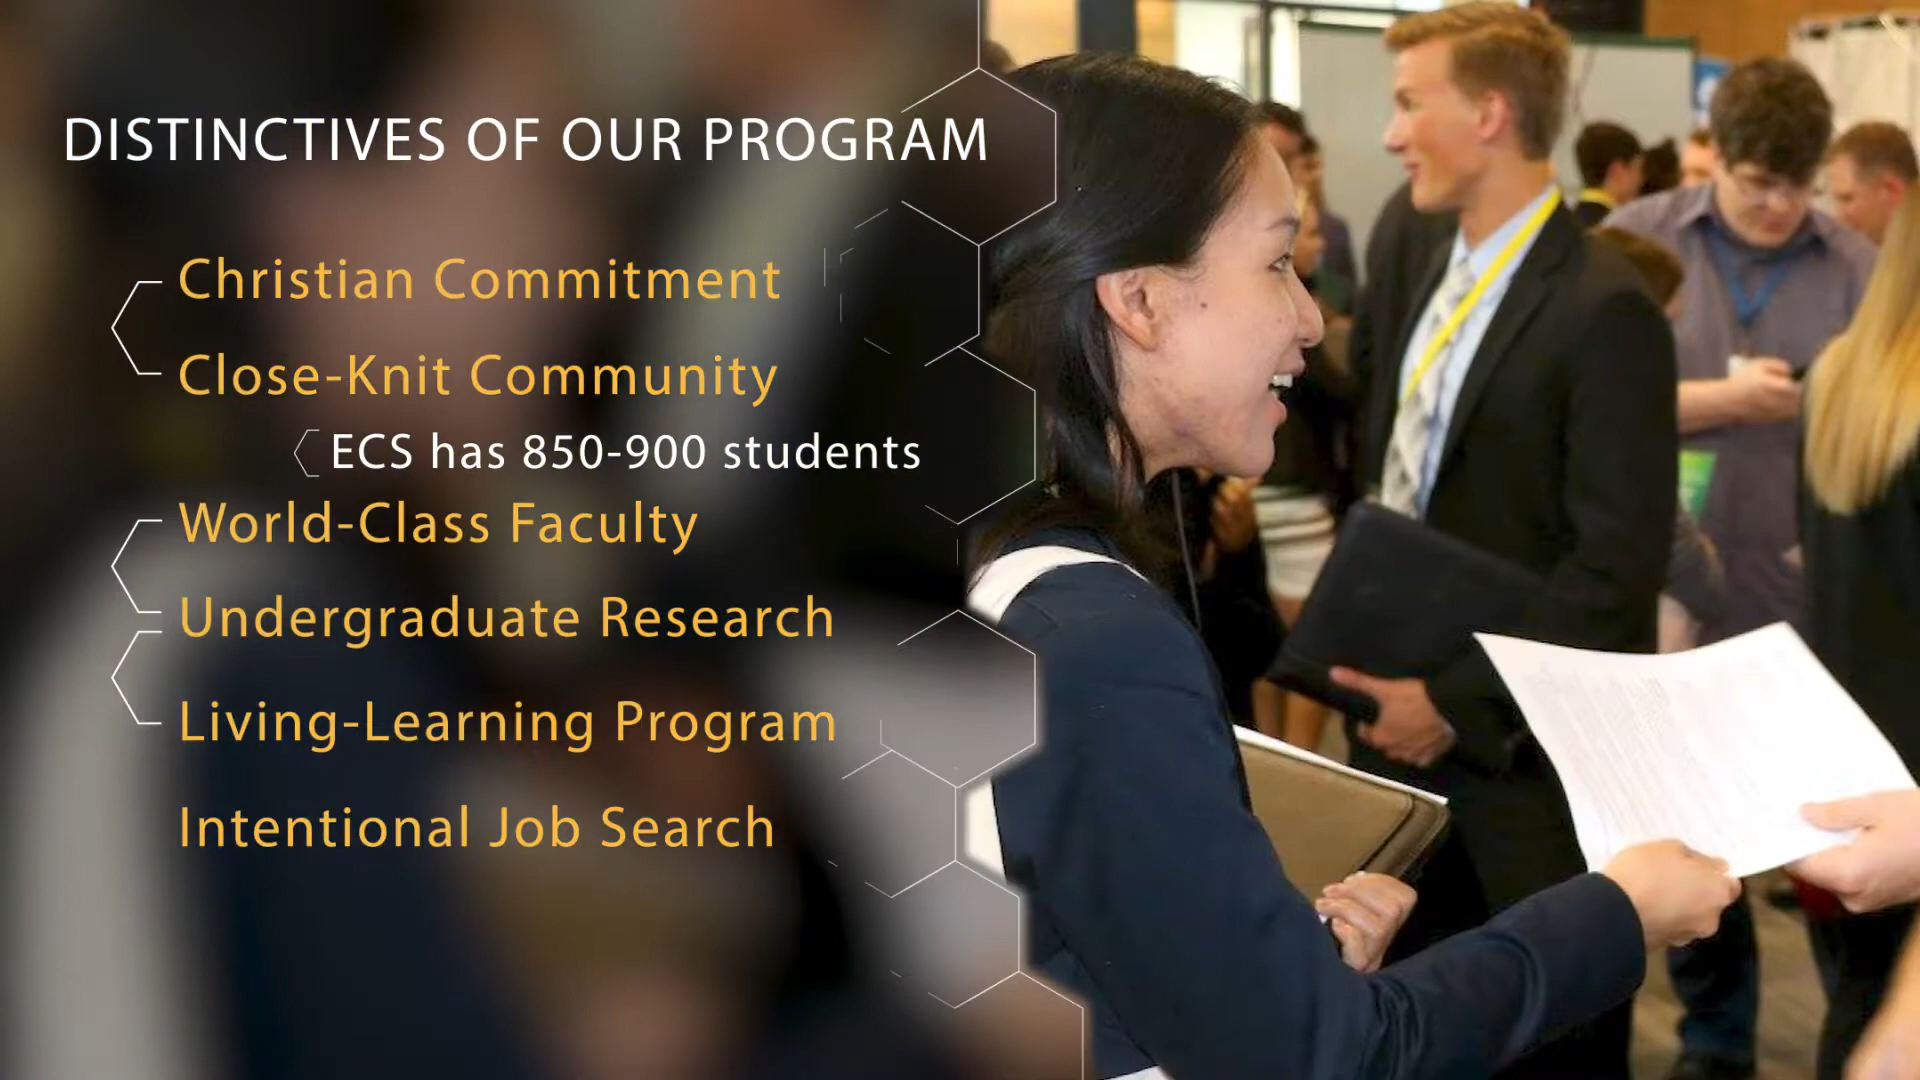 DISTINCTIVES OF OUR PROGRAM
Christian Commitment
Close-Knit Community
ECS has 850-900 students
World-Class Faculty
Undergraduate Research
Living-Learning Program
Intentional Job Search